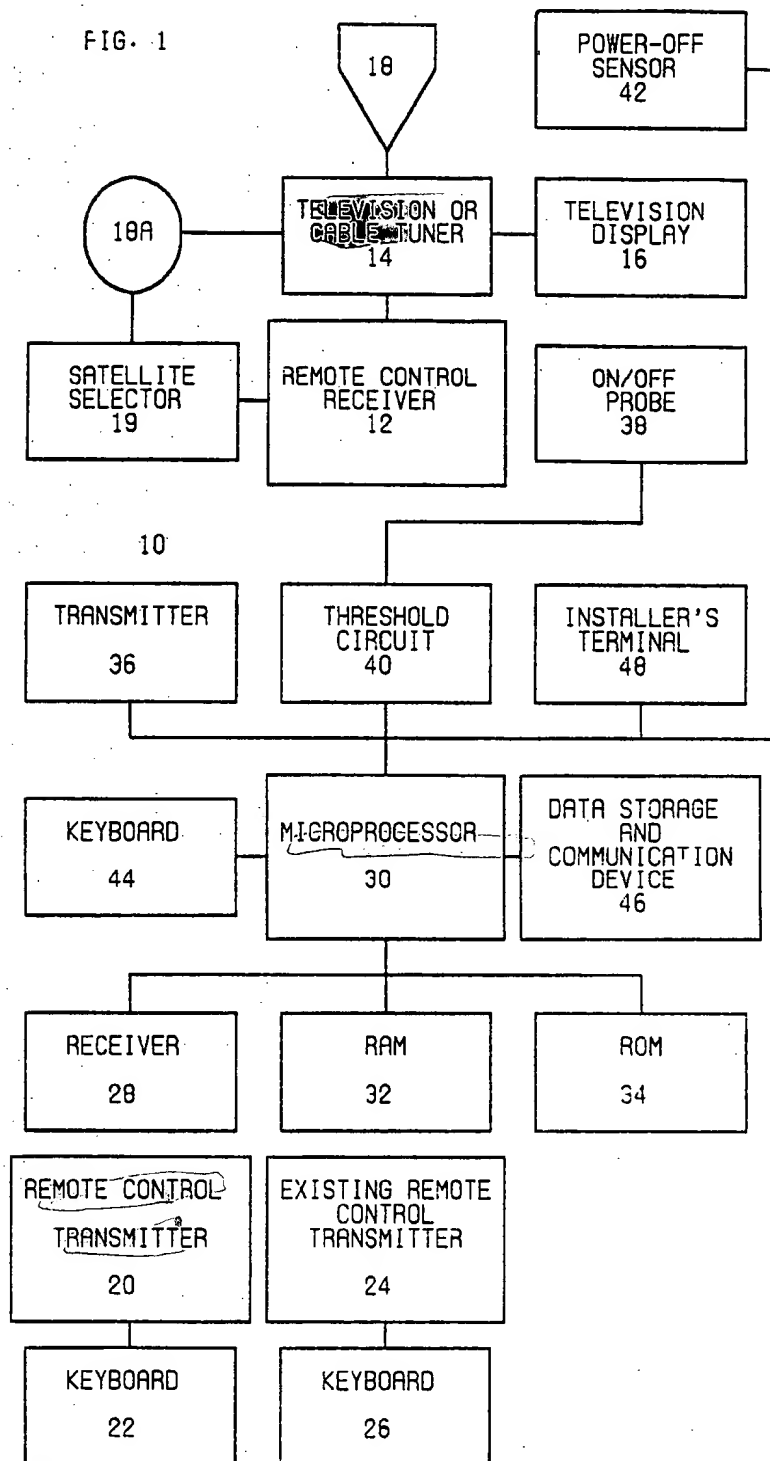 FIG. 1
18
POWER-OFF
SENSOR
42
18A
TELEVISION OR
CABLE TUNER
14
TELEVISION
DISPLAY
16
SATELLITE
SELECTOR
19
REMOTE CONTROL
RECEIVER
12
ON/OFF
PROBE
38
10
TRANSMITTER
36
THRESHOLD
CIRCUIT
40
INSTALLER'S
TERMINAL
48
KEYBOARD
44
MICROPROCESSOR
30
DATA STORAGE
AND
COMMUNICATION
DEVICE
46
RECEIVER
28
RAM
32
ROM
34
REMOTE CONTROL
TRANSMITTER
20
EXISTING REMOTE
CONTROL
TRANSMITTER
24
KEYBOARD
22
KEYBOARD
26